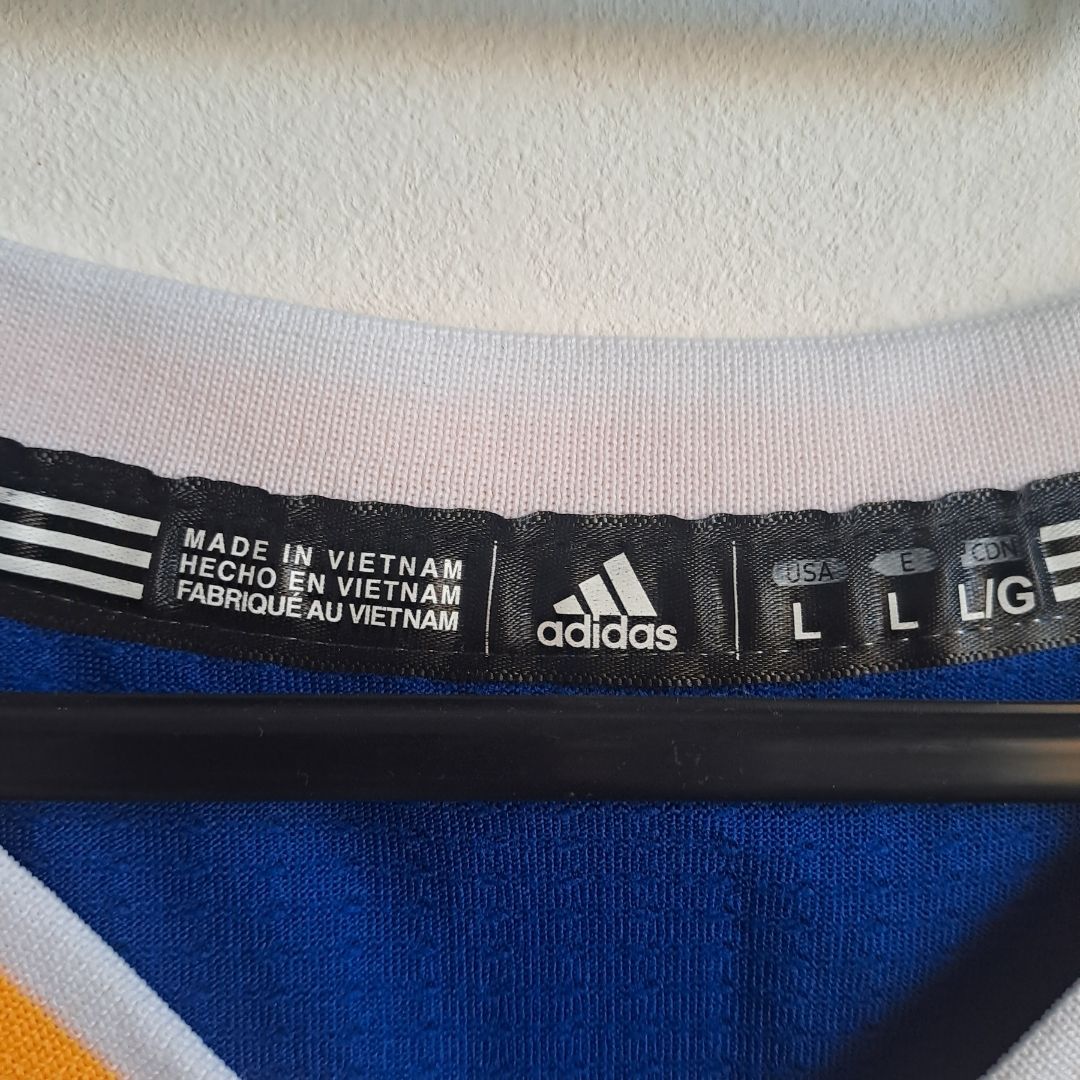 MADE IN VIETNAM
HECHO EN VIETNAM
FABRIQUÉ AU VIETNAM
adidas
USA E CDN
L L L/G